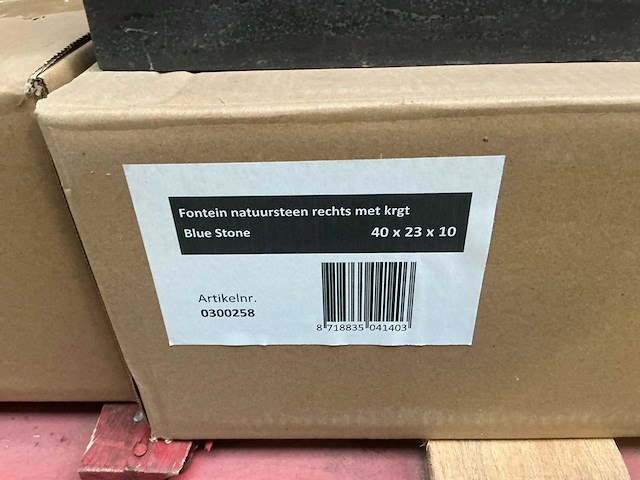 Fontein natuursteen rechts met krgt
Blue Stone 40 x 23 x 10
Artikelnr.
0300258
8 718835 041403